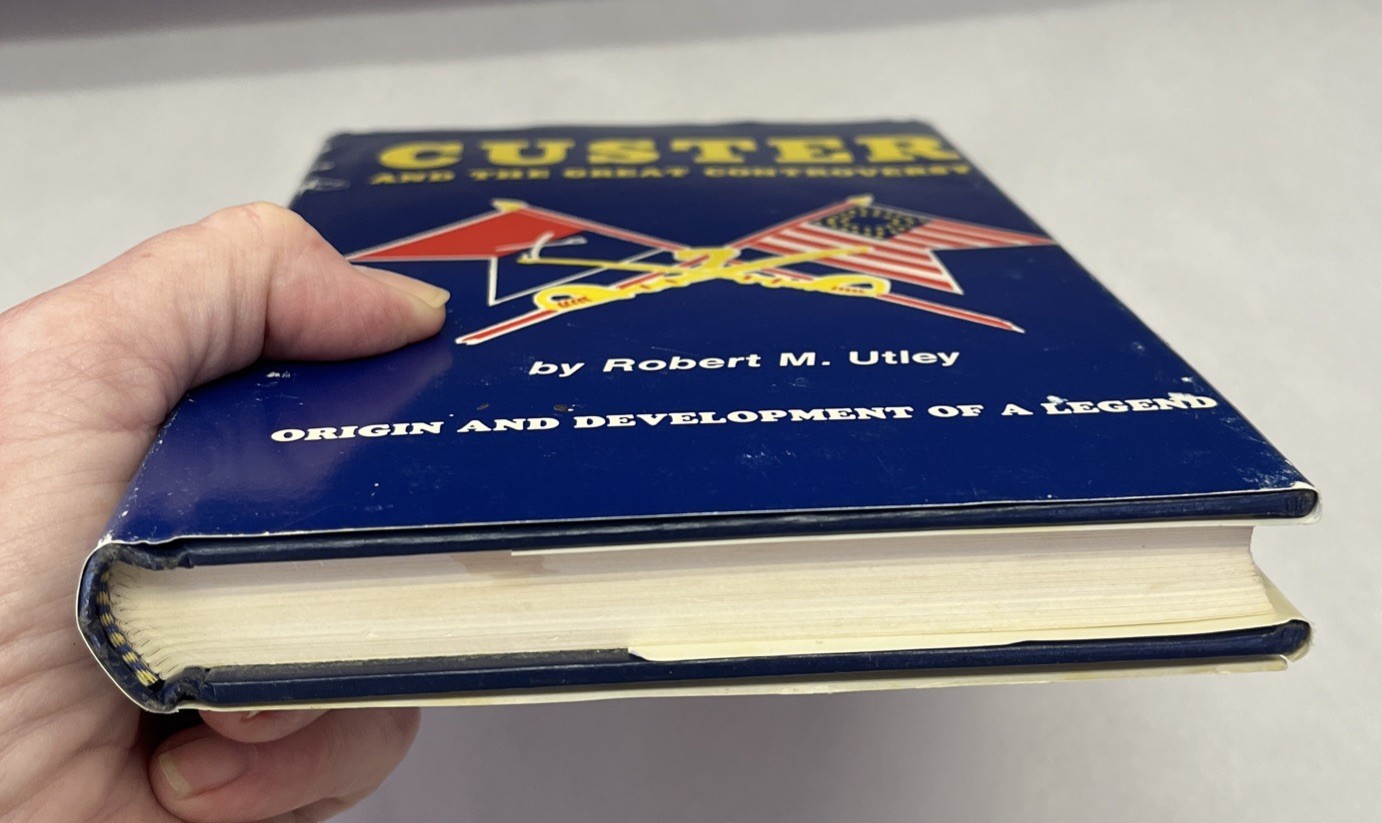 CUSTER
AND THE GREAT CONTROVERSY
by Robert M. Utley
ORIGIN AND DEVELOPMENT OF A LEGEND